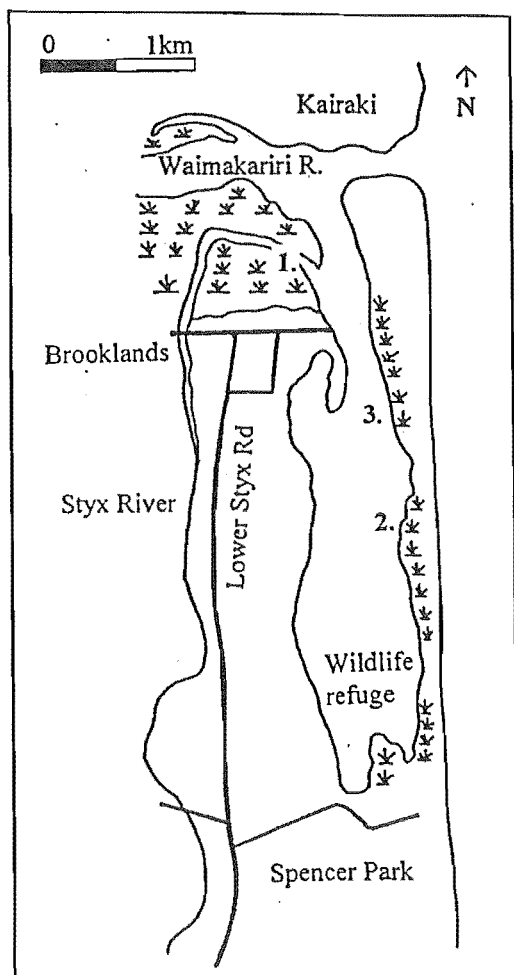 0 1km
Kairaki
N
Waimakariri R.
1.
Brooklands
3.
Lower Styx Rd
Styx River
2.
Wildlife
refuge
Spencer Park